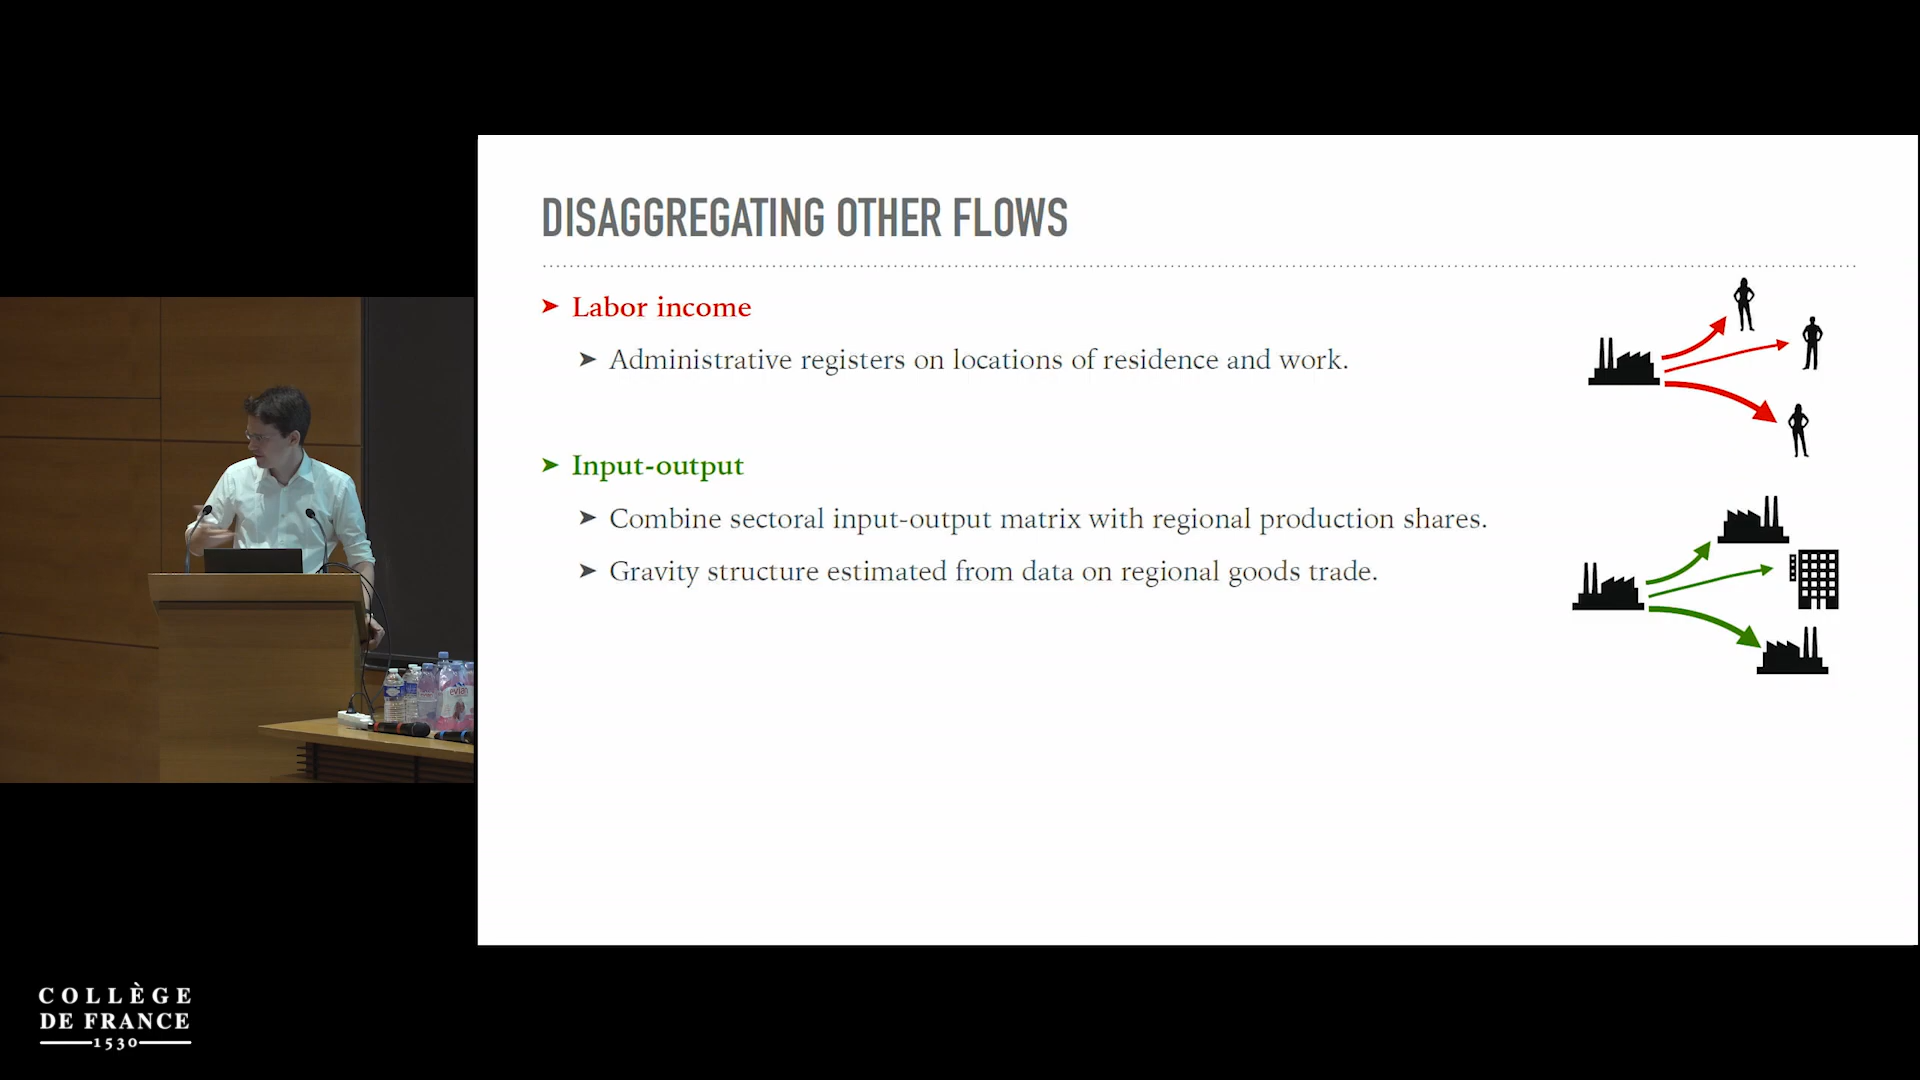 DISAGGREGATING OTHER FLOWS
➤ Labor income
➤ Administrative registers on locations of residence and work.
➤ Input-output
➤ Combine sectoral input-output matrix with regional production shares.
➤ Gravity structure estimated from data on regional goods trade.
evian
COLLÈGE
DE FRANCE
1530